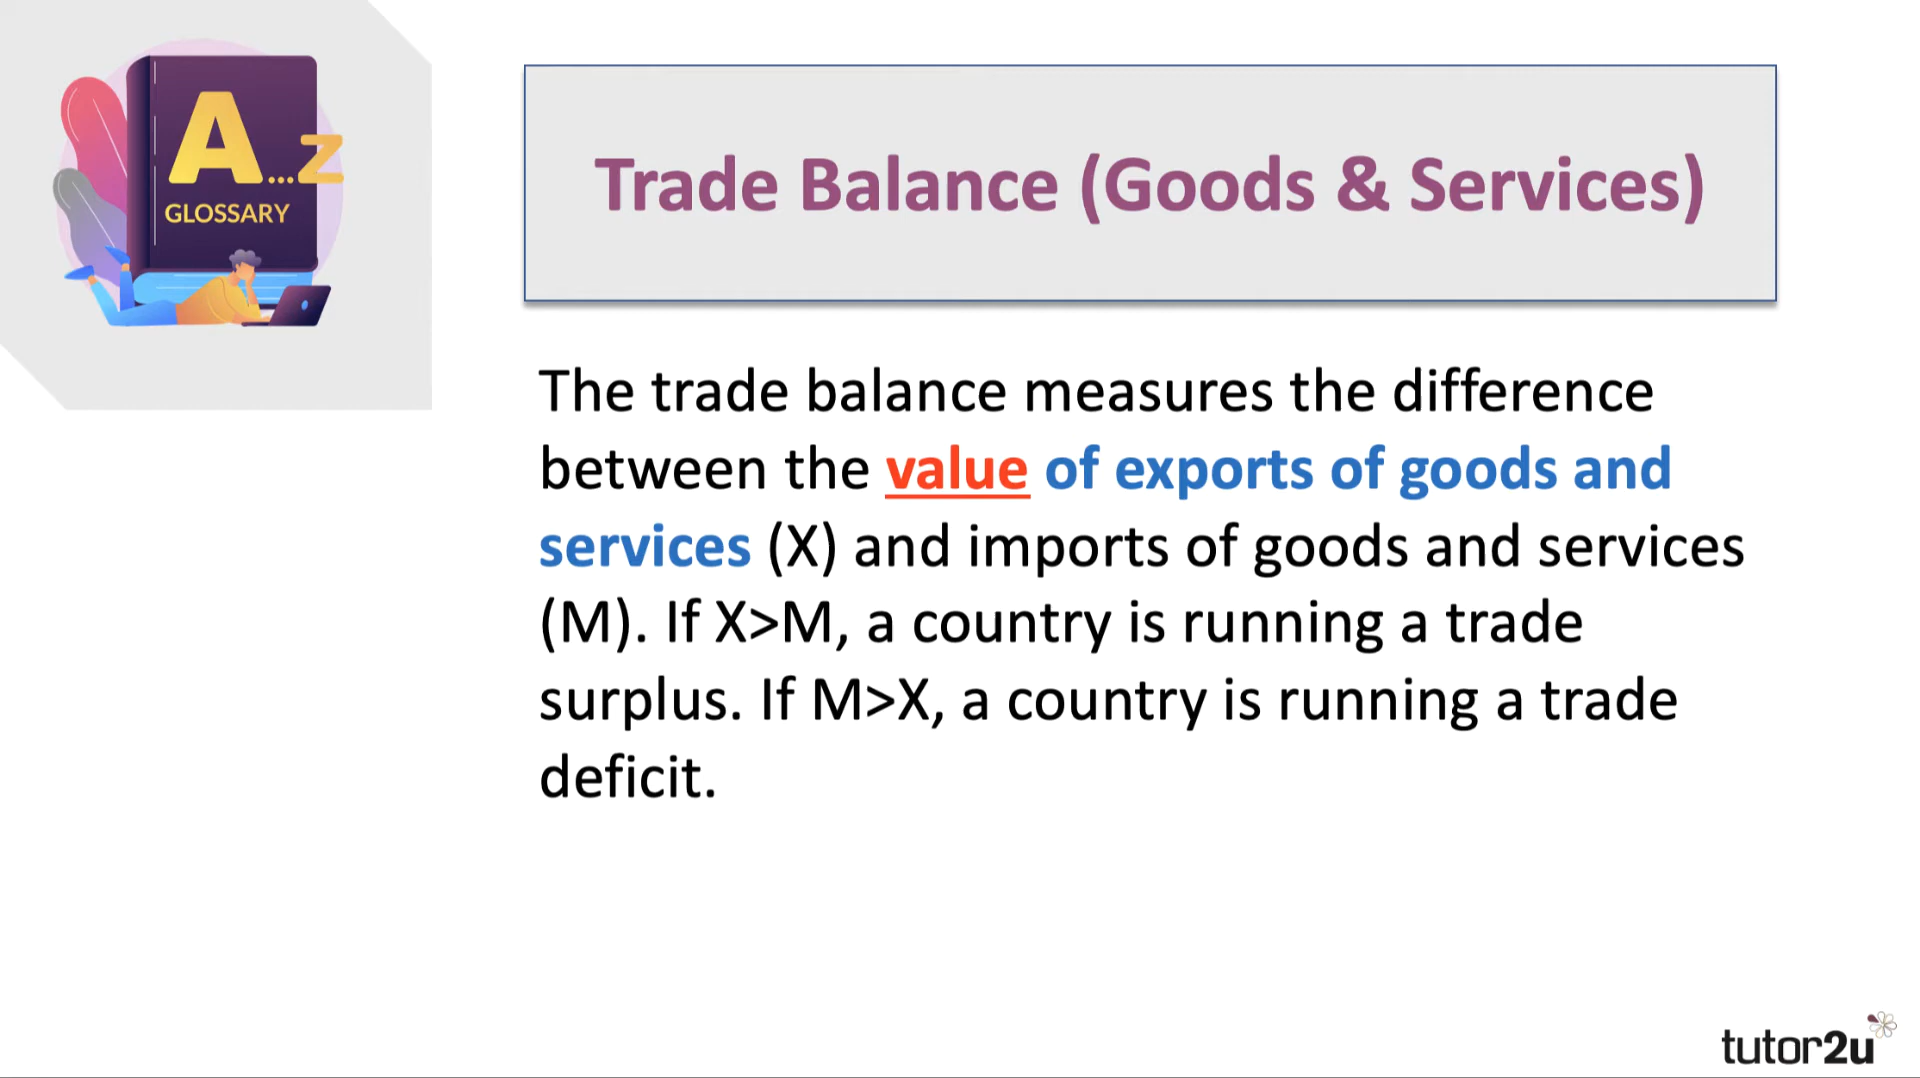 A...Z
GLOSSARY
Trade Balance (Goods & Services)
The trade balance measures the difference
between the value of exports of goods and
services (X) and imports of goods and services
(M). If X>M, a country is running a trade
surplus. If M>X, a country is running a trade
deficit.
tutor2u